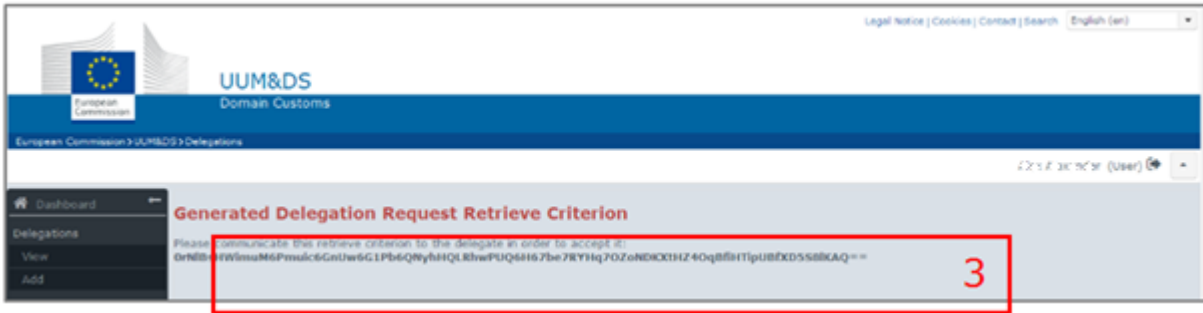 Legal Notice | Cookies | Contact | Search English (en)
European
Commission
UUM&DS
Domain Customs
European Commission > UUM&DS > Delegations
(User)
Dashboard
Generated Delegation Request Retrieve Criterion
Delegations
Please communicate this retrieve criterion to the delegate in order to accept it:
View
Add
3